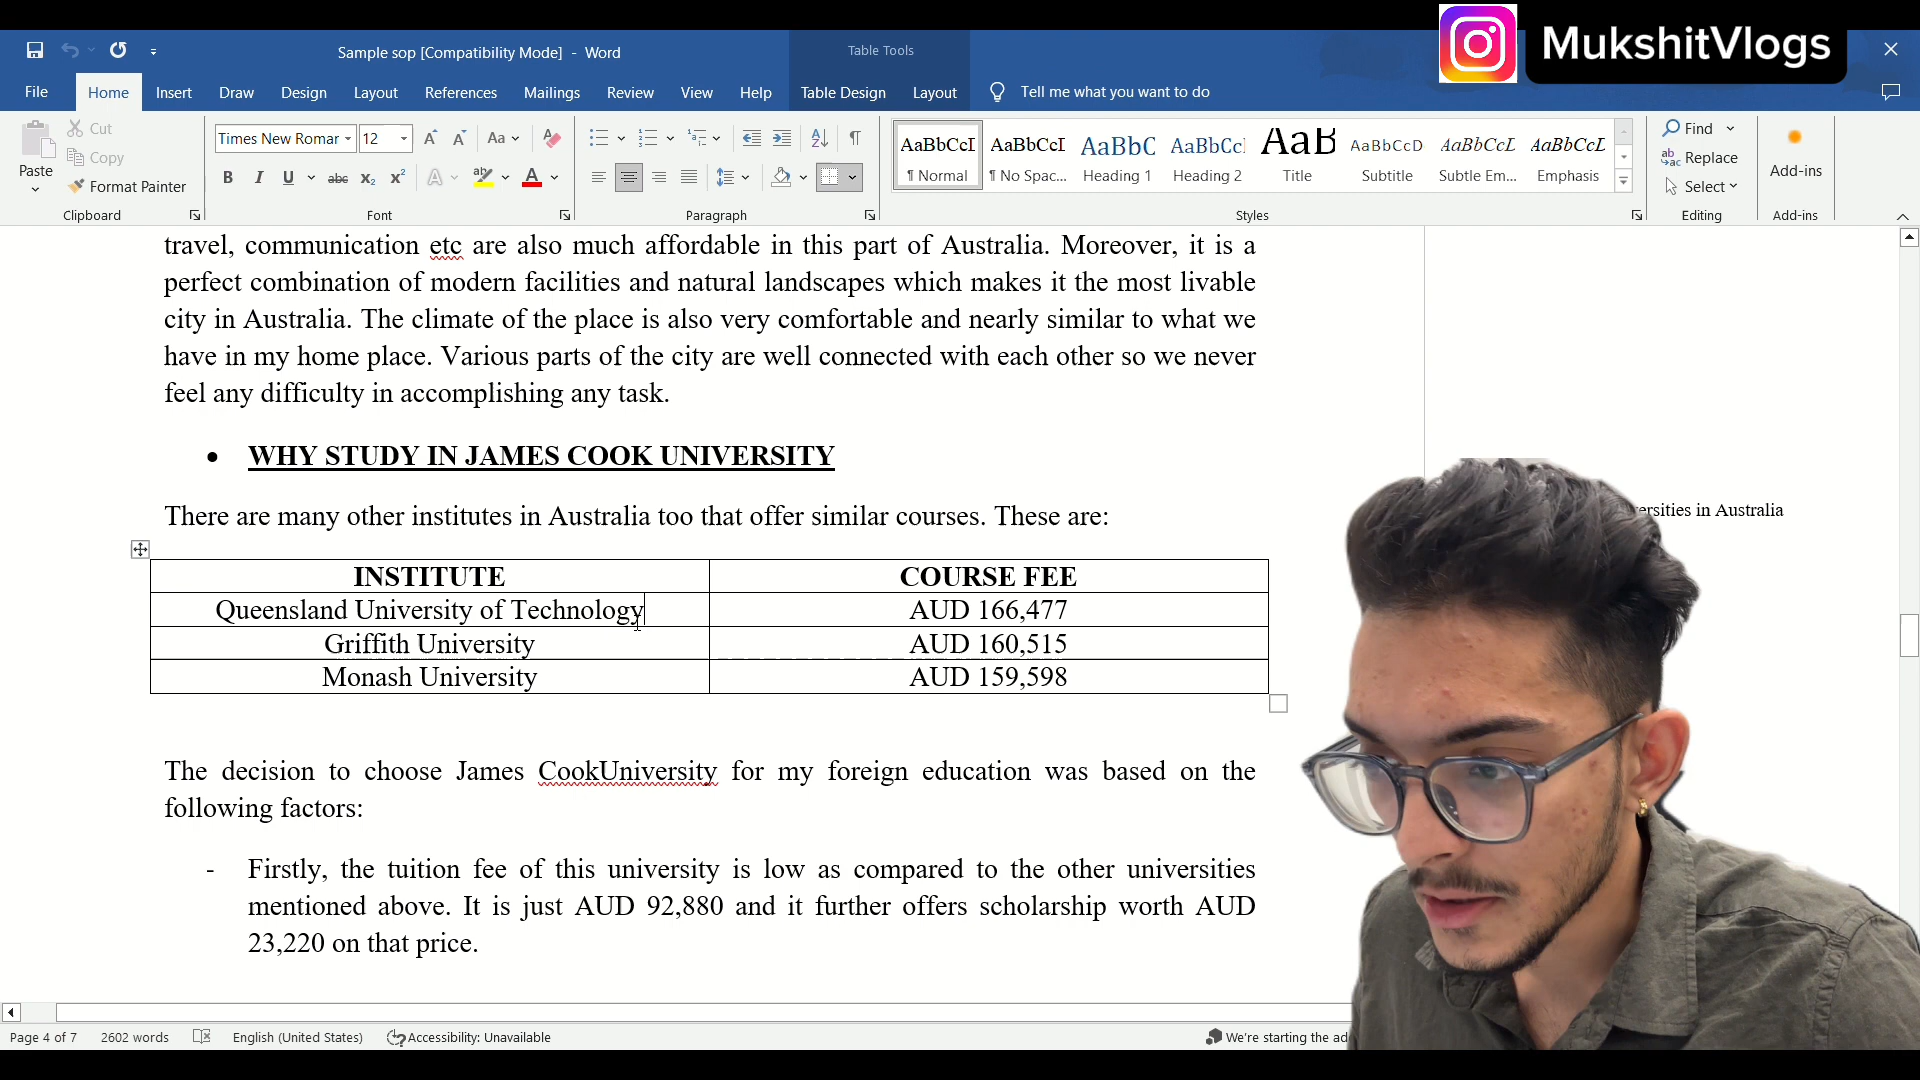 MukshitVlogs
Sample sop [Compatibility Mode] - Word
Table Tools
File Home Insert Draw Design Layout References Mailings Review View Help Table Design Layout Tell me what you want to do
Paste
Cut
Copy
Format Painter
Clipboard
Times New Romar 12
Aa
B I U abc x₂ x²
Font
Paragraph
AaBbCcI AaBbCcI AaBbC AaBbCc AaB AaBbCcD AaBbCcL AaBbCcL
¶ Normal ¶ No Spac... Heading 1 Heading 2 Title Subtitle Subtle Em... Emphasis
Styles
Find
Replace
Select
Editing
Add-ins
Add-ins
travel, communication etc are also much affordable in this part of Australia. Moreover, it is a
perfect combination of modern facilities and natural landscapes which makes it the most livable
city in Australia. The climate of the place is also very comfortable and nearly similar to what we
have in my home place. Various parts of the city are well connected with each other so we never
feel any difficulty in accomplishing any task.
• WHY STUDY IN JAMES COOK UNIVERSITY
There are many other institutes in Australia too that offer similar courses. These are:
INSTITUTE COURSE FEE
Queensland University of Technology AUD 166,477
Griffith University AUD 160,515
Monash University AUD 159,598
The decision to choose James CookUniversity for my foreign education was based on the
following factors:
- Firstly, the tuition fee of this university is low as compared to the other universities
mentioned above. It is just AUD 92,880 and it further offers scholarship worth AUD
23,220 on that price.
in Australia
Page 4 of 7 2602 words English (United States) Accessibility: Unavailable We're starting the